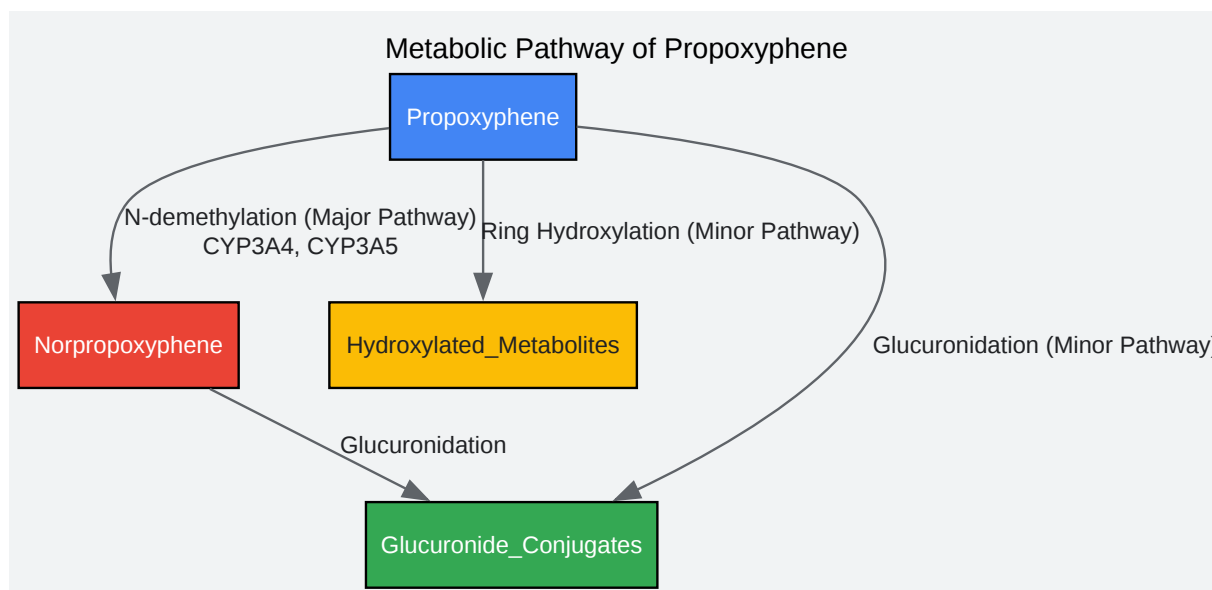 Metabolic Pathway of Propoxyphene
Propoxyphene
N-demethylation (Major Pathway)
CYP3A4, CYP3A5
Ring Hydroxylation (Minor Pathway)
Norpropoxyphene
Hydroxylated_Metabolites
Glucuronidation (Minor Pathway)
Glucuronidation
Glucuronide_Conjugates